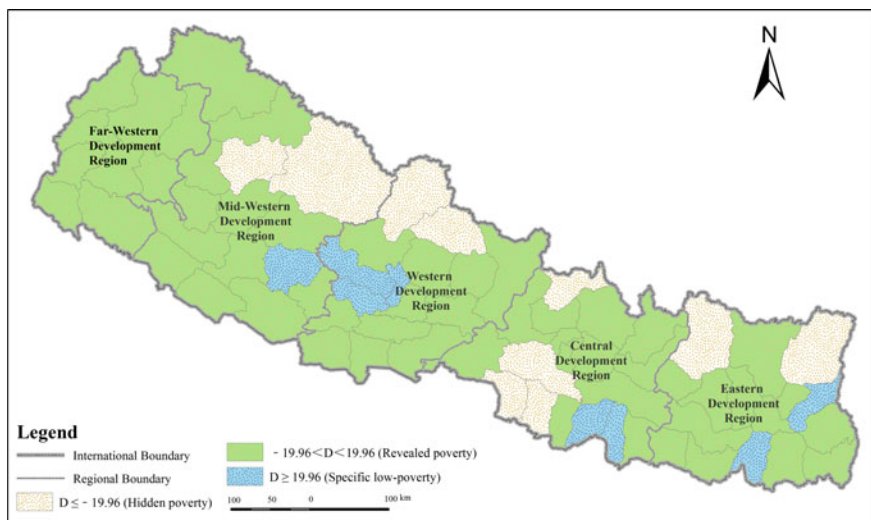 N
Far-Western
Development
Region
Mid-Western
Development
Region
Western
Development
Region
Central
Development
Region
Eastern
Development
Region
Legend
International Boundary
Regional Boundary
D ≤ - 19.96 (Hidden poverty)
- 19.96＜D＜19.96 (Revealed poverty)
D ≥ 19.96 (Specific low-poverty)
100 50 0 100 km